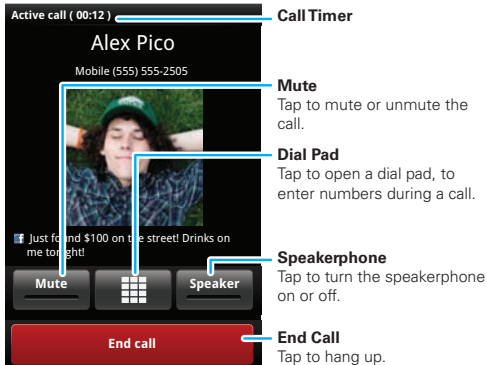 Active call ( 00:12 )
Alex Pico
Mobile (555) 555-2505
Just found $100 on the street! Drinks on
me tonight!
Mute
Speaker
End call
Call Timer
Mute
Tap to mute or unmute the
call.
Dial Pad
Tap to open a dial pad, to
enter numbers during a call.
Speakerphone
Tap to turn the speakerphone
on or off.
End Call
Tap to hang up.